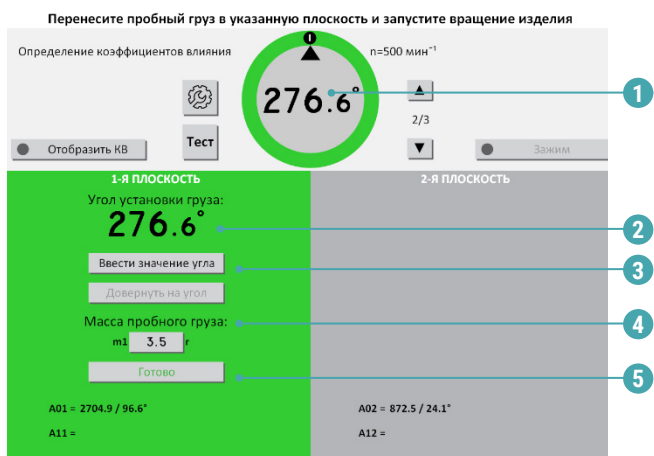 Перенесите пробный груз в указанную плоскость и запустите вращение изделия
Определение коэффициентов влияния
n=500 мин⁻¹
276.6°
1
2/3
Тест
Отобразить КВ
Зажим
1-Я ПЛОСКОСТЬ
2-Я ПЛОСКОСТЬ
Угол установки груза:
276.6°
2
Ввести значение угла
3
Довернуть на угол
Масса пробного груза:
4
m1 3.5 г
Готово
5
A01 = 2704.9 / 96.6°
A02 = 872.5 / 24.1°
A11 =
A12 =